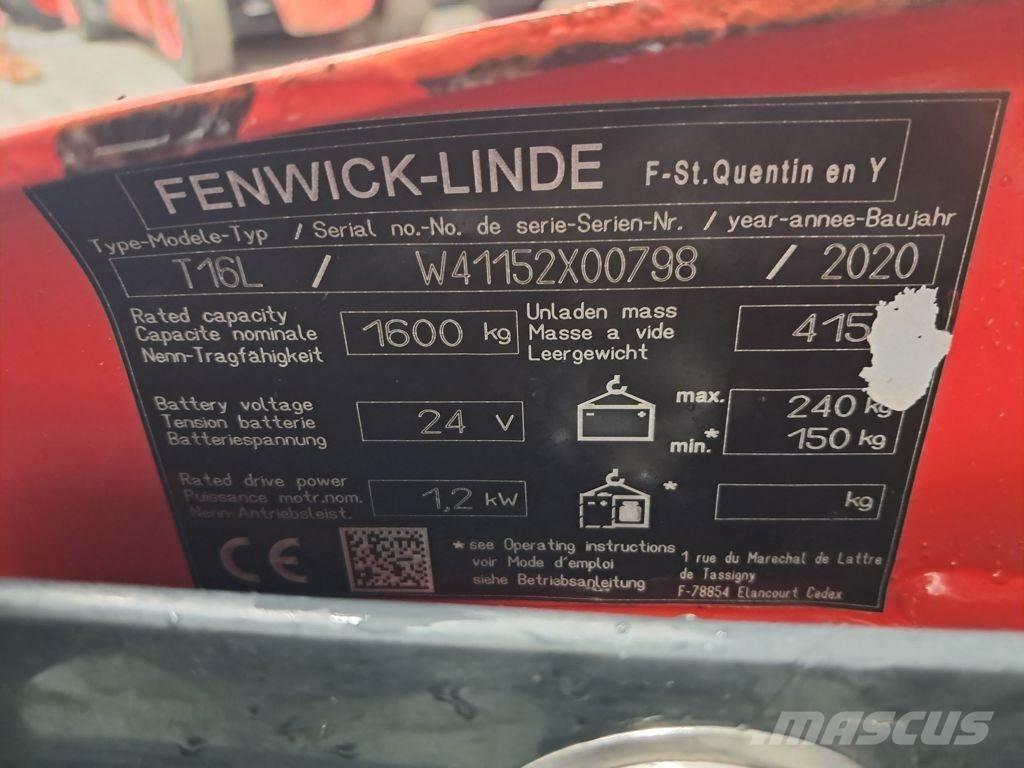 FENWICK-LINDE F-St.Quentin en Y
Type-Modele-Typ / Serial no.-No. de serie-Serien-Nr. / year-annee-Baujahr
T16L / W41152X00798 / 2020
Rated capacity
Capacite nominale
Nenn-Tragfähigkeit
1600 kg
Unladen mass
Masse a vide
Leergewicht
415
Battery voltage
Tension batterie
Batteriespannung
24 V
max. 240 kg
min.* 150 kg
Rated drive power
Puissance motr.nom.
Nenn-Antriebsleist.
1,2 kW
* kg
CE
* see Operating instructions
voir Mode d'emploi
siehe Betriebsanleitung
1 rue du Marechal de Lattre
de Tassigny
F-78854 Elancourt Cedex
MASCUS